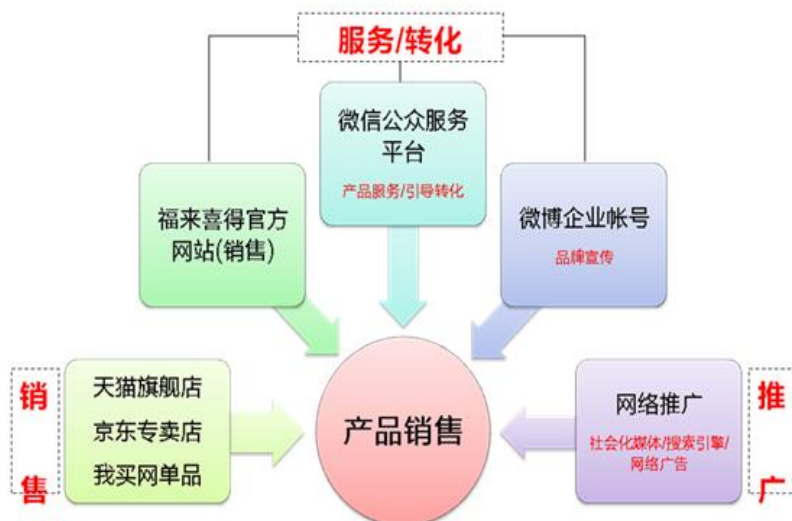 服务/转化
微信公众服务
平台
产品服务/引导转化
福来喜得官方
网站(销售)
微博企业帐号
品牌宣传
销
售
天猫旗舰店
京东专卖店
我买网单品
产品销售
网络推广
社会化媒体/搜索引擎/
网络广告
推
广